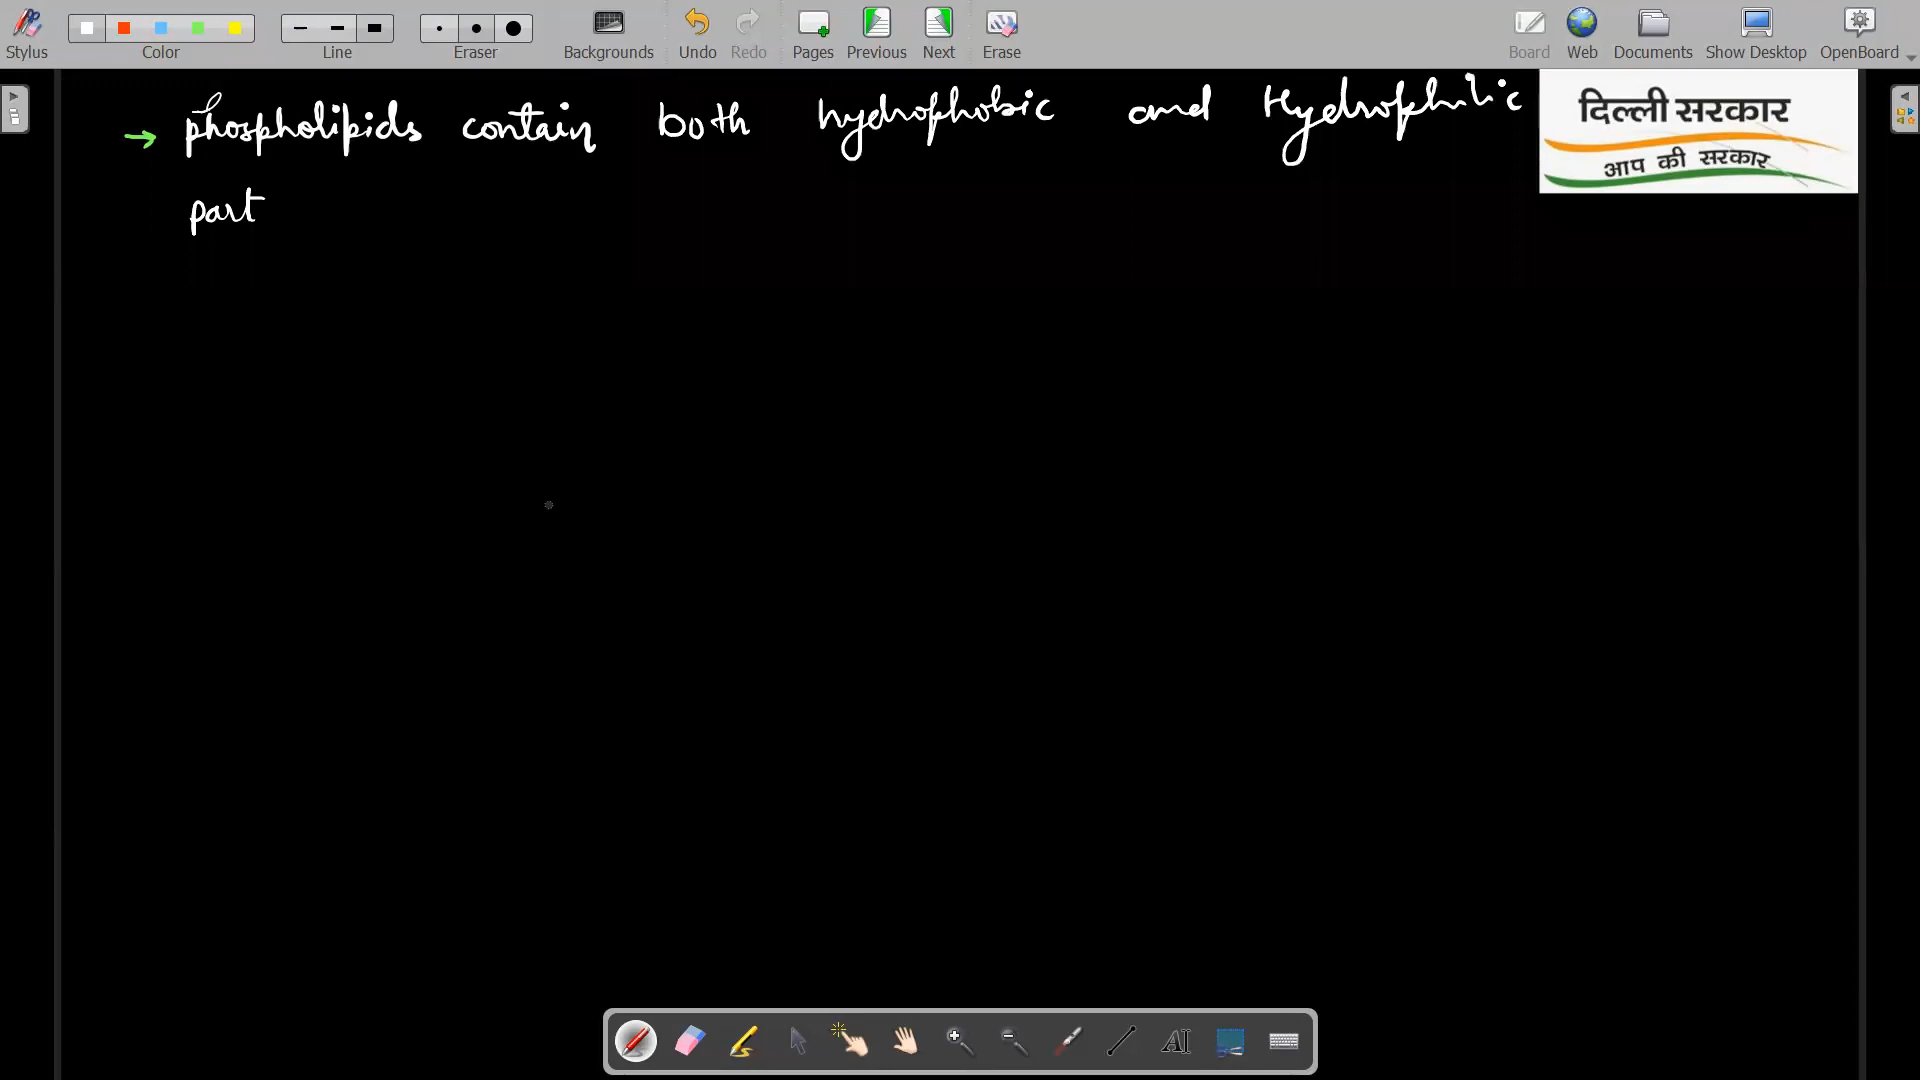 Stylus Color Line Eraser Backgrounds Undo Redo Pages Previous Next Erase Board Web Documents Show Desktop OpenBoard
→ phospholipids contain both hydrophobic and Hydrophilic
part
दिल्ली सरकार
आप की सरकार
AI